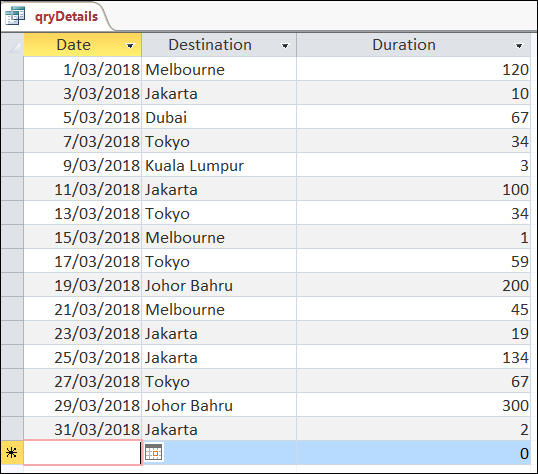 qryDetails
Date Destination Duration
1/03/2018 Melbourne 120
3/03/2018 Jakarta 10
5/03/2018 Dubai 67
7/03/2018 Tokyo 34
9/03/2018 Kuala Lumpur 3
11/03/2018 Jakarta 100
13/03/2018 Tokyo 34
15/03/2018 Melbourne 1
17/03/2018 Tokyo 59
19/03/2018 Johor Bahru 200
21/03/2018 Melbourne 45
23/03/2018 Jakarta 19
25/03/2018 Jakarta 134
27/03/2018 Tokyo 67
29/03/2018 Johor Bahru 300
31/03/2018 Jakarta 2
0